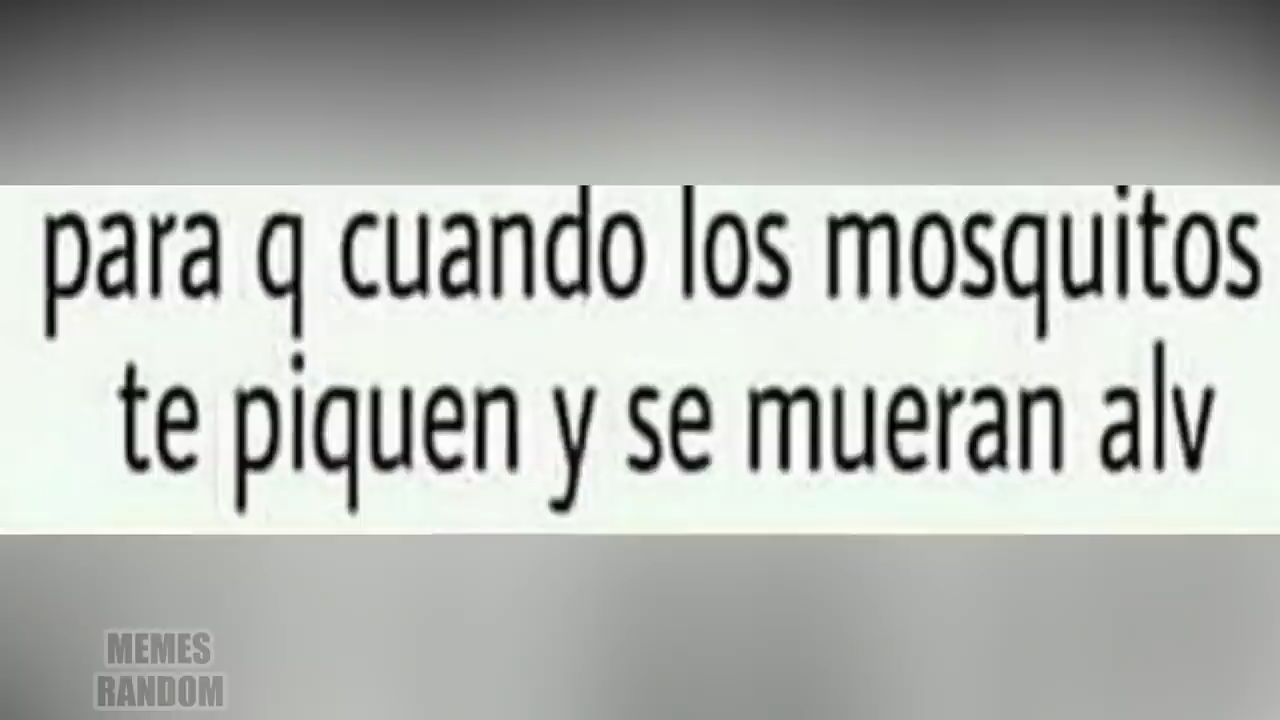 para q cuando los mosquitos
te piquen y se mueran alv
MEMES
RANDOM